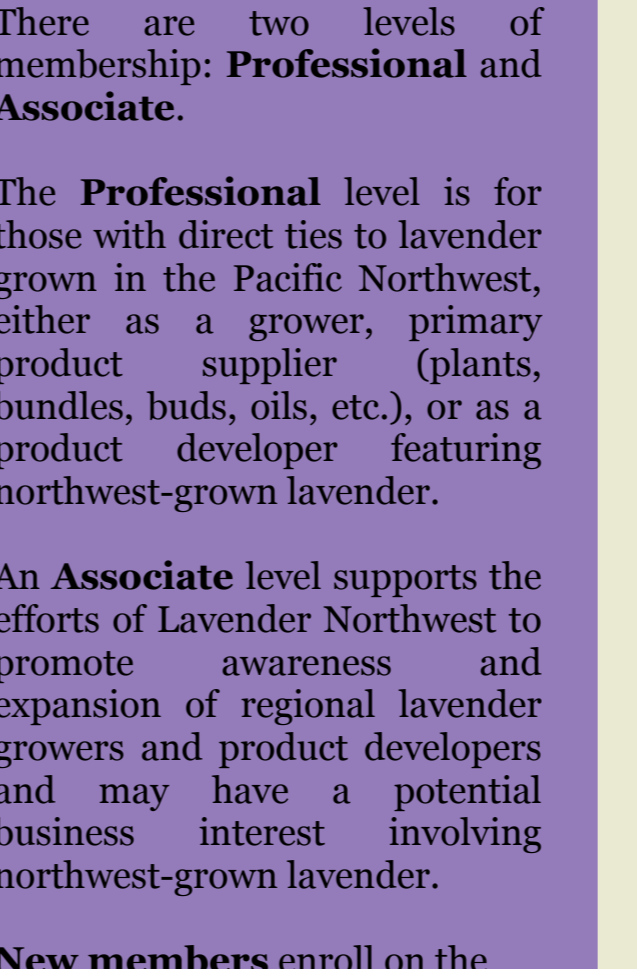 There are two levels of
membership: Professional and
Associate.
The Professional level is for
those with direct ties to lavender
grown in the Pacific Northwest,
either as a grower, primary
product supplier (plants,
bundles, buds, oils, etc.), or as a
product developer featuring
northwest-grown lavender.
An Associate level supports the
efforts of Lavender Northwest to
promote awareness and
expansion of regional lavender
growers and product developers
and may have a potential
business interest involving
northwest-grown lavender.
New members enroll on the